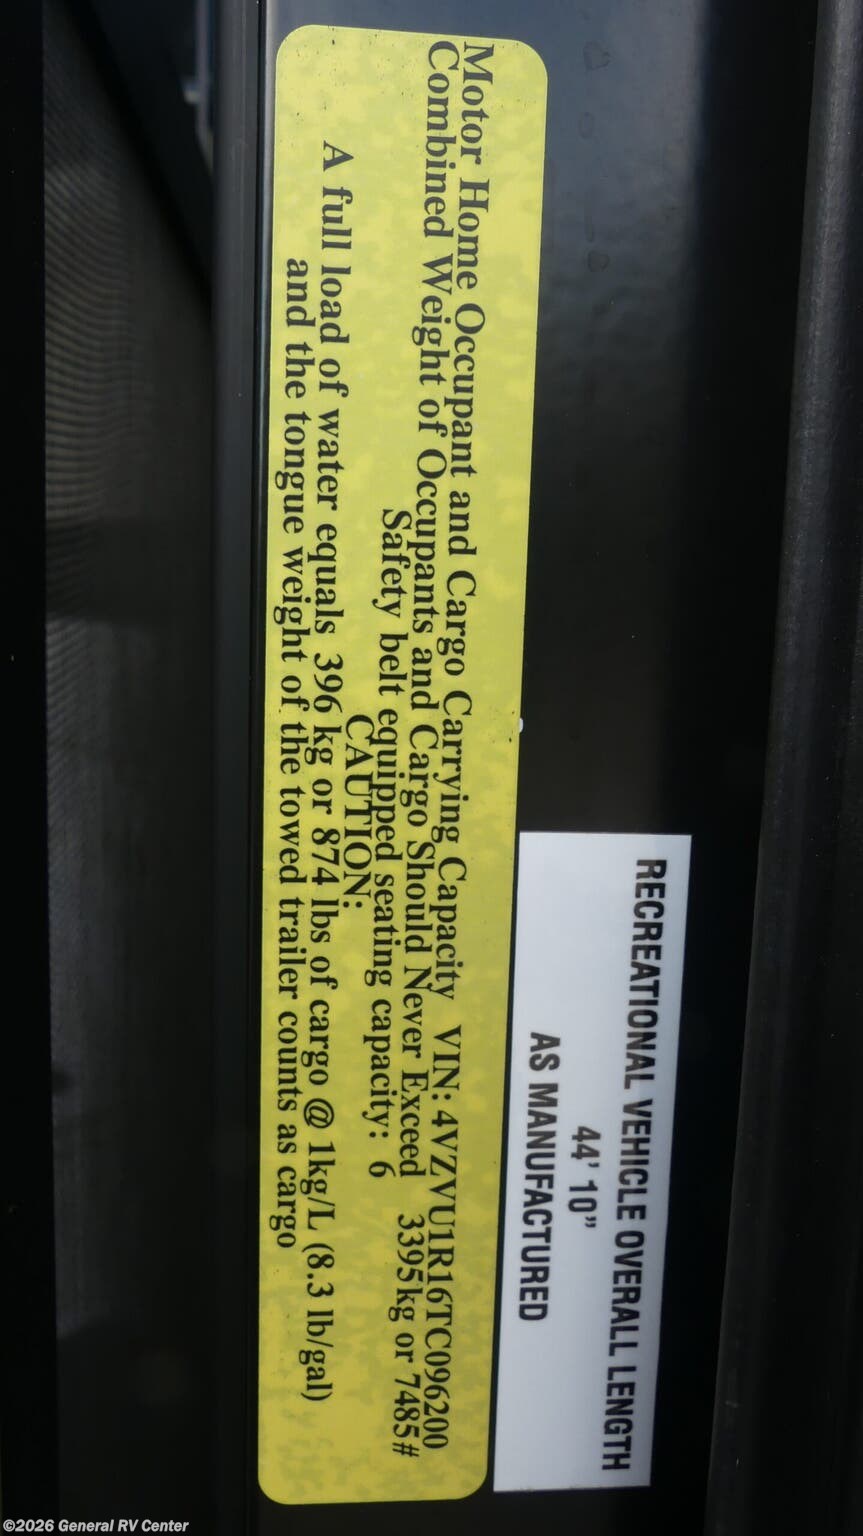 Motor Home Occupant and Cargo Carrying Capacity VIN: 4VZVU1R16TC096200
Combined Weight of Occupants and Cargo Should Never Exceed 3395kg or 7485#
Safety belt equipped seating capacity: 6
CAUTION:
A full load of water equals 396 kg or 874 lbs of cargo @ 1kg/L (8.3 lb/gal)
and the tongue weight of the towed trailer counts as cargo
RECREATIONAL VEHICLE OVERALL LENGTH
44' 10"
AS MANUFACTURED
©2026 General RV Center